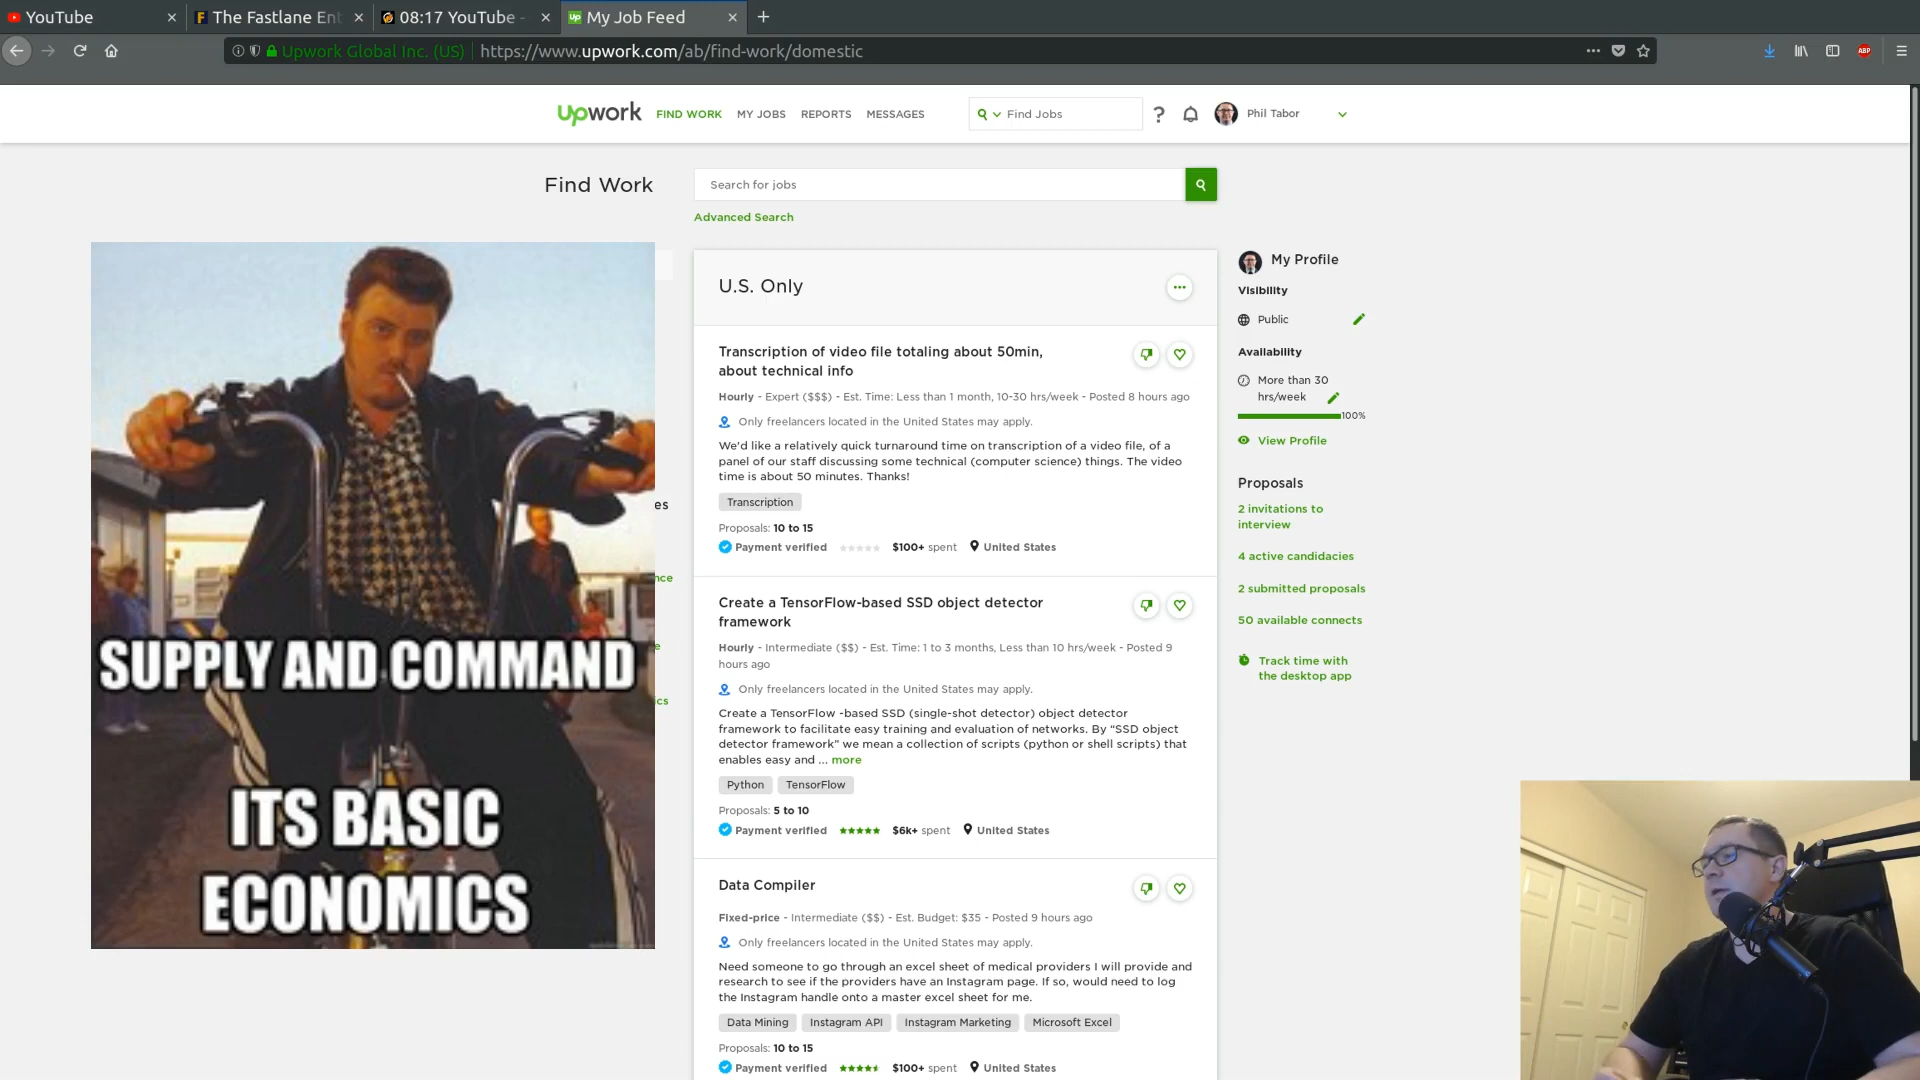 YouTube
The Fastlane Ent
08:17 YouTube -
My Job Feed
Upwork Global Inc. (US)
https://www.upwork.com/ab/find-work/domestic
ABP
upwork
FIND WORK
MY JOBS
REPORTS
MESSAGES
Find Jobs
?
Phil Tabor
Find Work
Search for jobs
Advanced Search
SUPPLY AND COMMAND
ITS BASIC
ECONOMICS
es
nce
e
ics
U.S. Only
Transcription of video file totaling about 50min,
about technical info
Hourly - Expert ($$$) - Est. Time: Less than 1 month, 10-30 hrs/week - Posted 8 hours ago
Only freelancers located in the United States may apply.
We'd like a relatively quick turnaround time on transcription of a video file, of a
panel of our staff discussing some technical (computer science) things. The video
time is about 50 minutes. Thanks!
Transcription
Proposals: 10 to 15
Payment verified $100+ spent United States
Create a TensorFlow-based SSD object detector
framework
Hourly - Intermediate ($$) - Est. Time: 1 to 3 months, Less than 10 hrs/week - Posted 9
hours ago
Only freelancers located in the United States may apply.
Create a TensorFlow -based SSD (single-shot detector) object detector
framework to facilitate easy training and evaluation of networks. By “SSD object
detector framework” we mean a collection of scripts (python or shell scripts) that
enables easy and ... more
Python TensorFlow
Proposals: 5 to 10
Payment verified $6k+ spent United States
Data Compiler
Fixed-price - Intermediate ($$) - Est. Budget: $35 - Posted 9 hours ago
Only freelancers located in the United States may apply.
Need someone to go through an excel sheet of medical providers I will provide and
research to see if the providers have an Instagram page. If so, would need to log
the Instagram handle onto a master excel sheet for me.
Data Mining Instagram API Instagram Marketing Microsoft Excel
Proposals: 10 to 15
Payment verified $100+ spent United States
My Profile
Visibility
Public
Availability
More than 30
hrs/week
100%
View Profile
Proposals
2 invitations to
interview
4 active candidacies
2 submitted proposals
50 available connects
Track time with
the desktop app